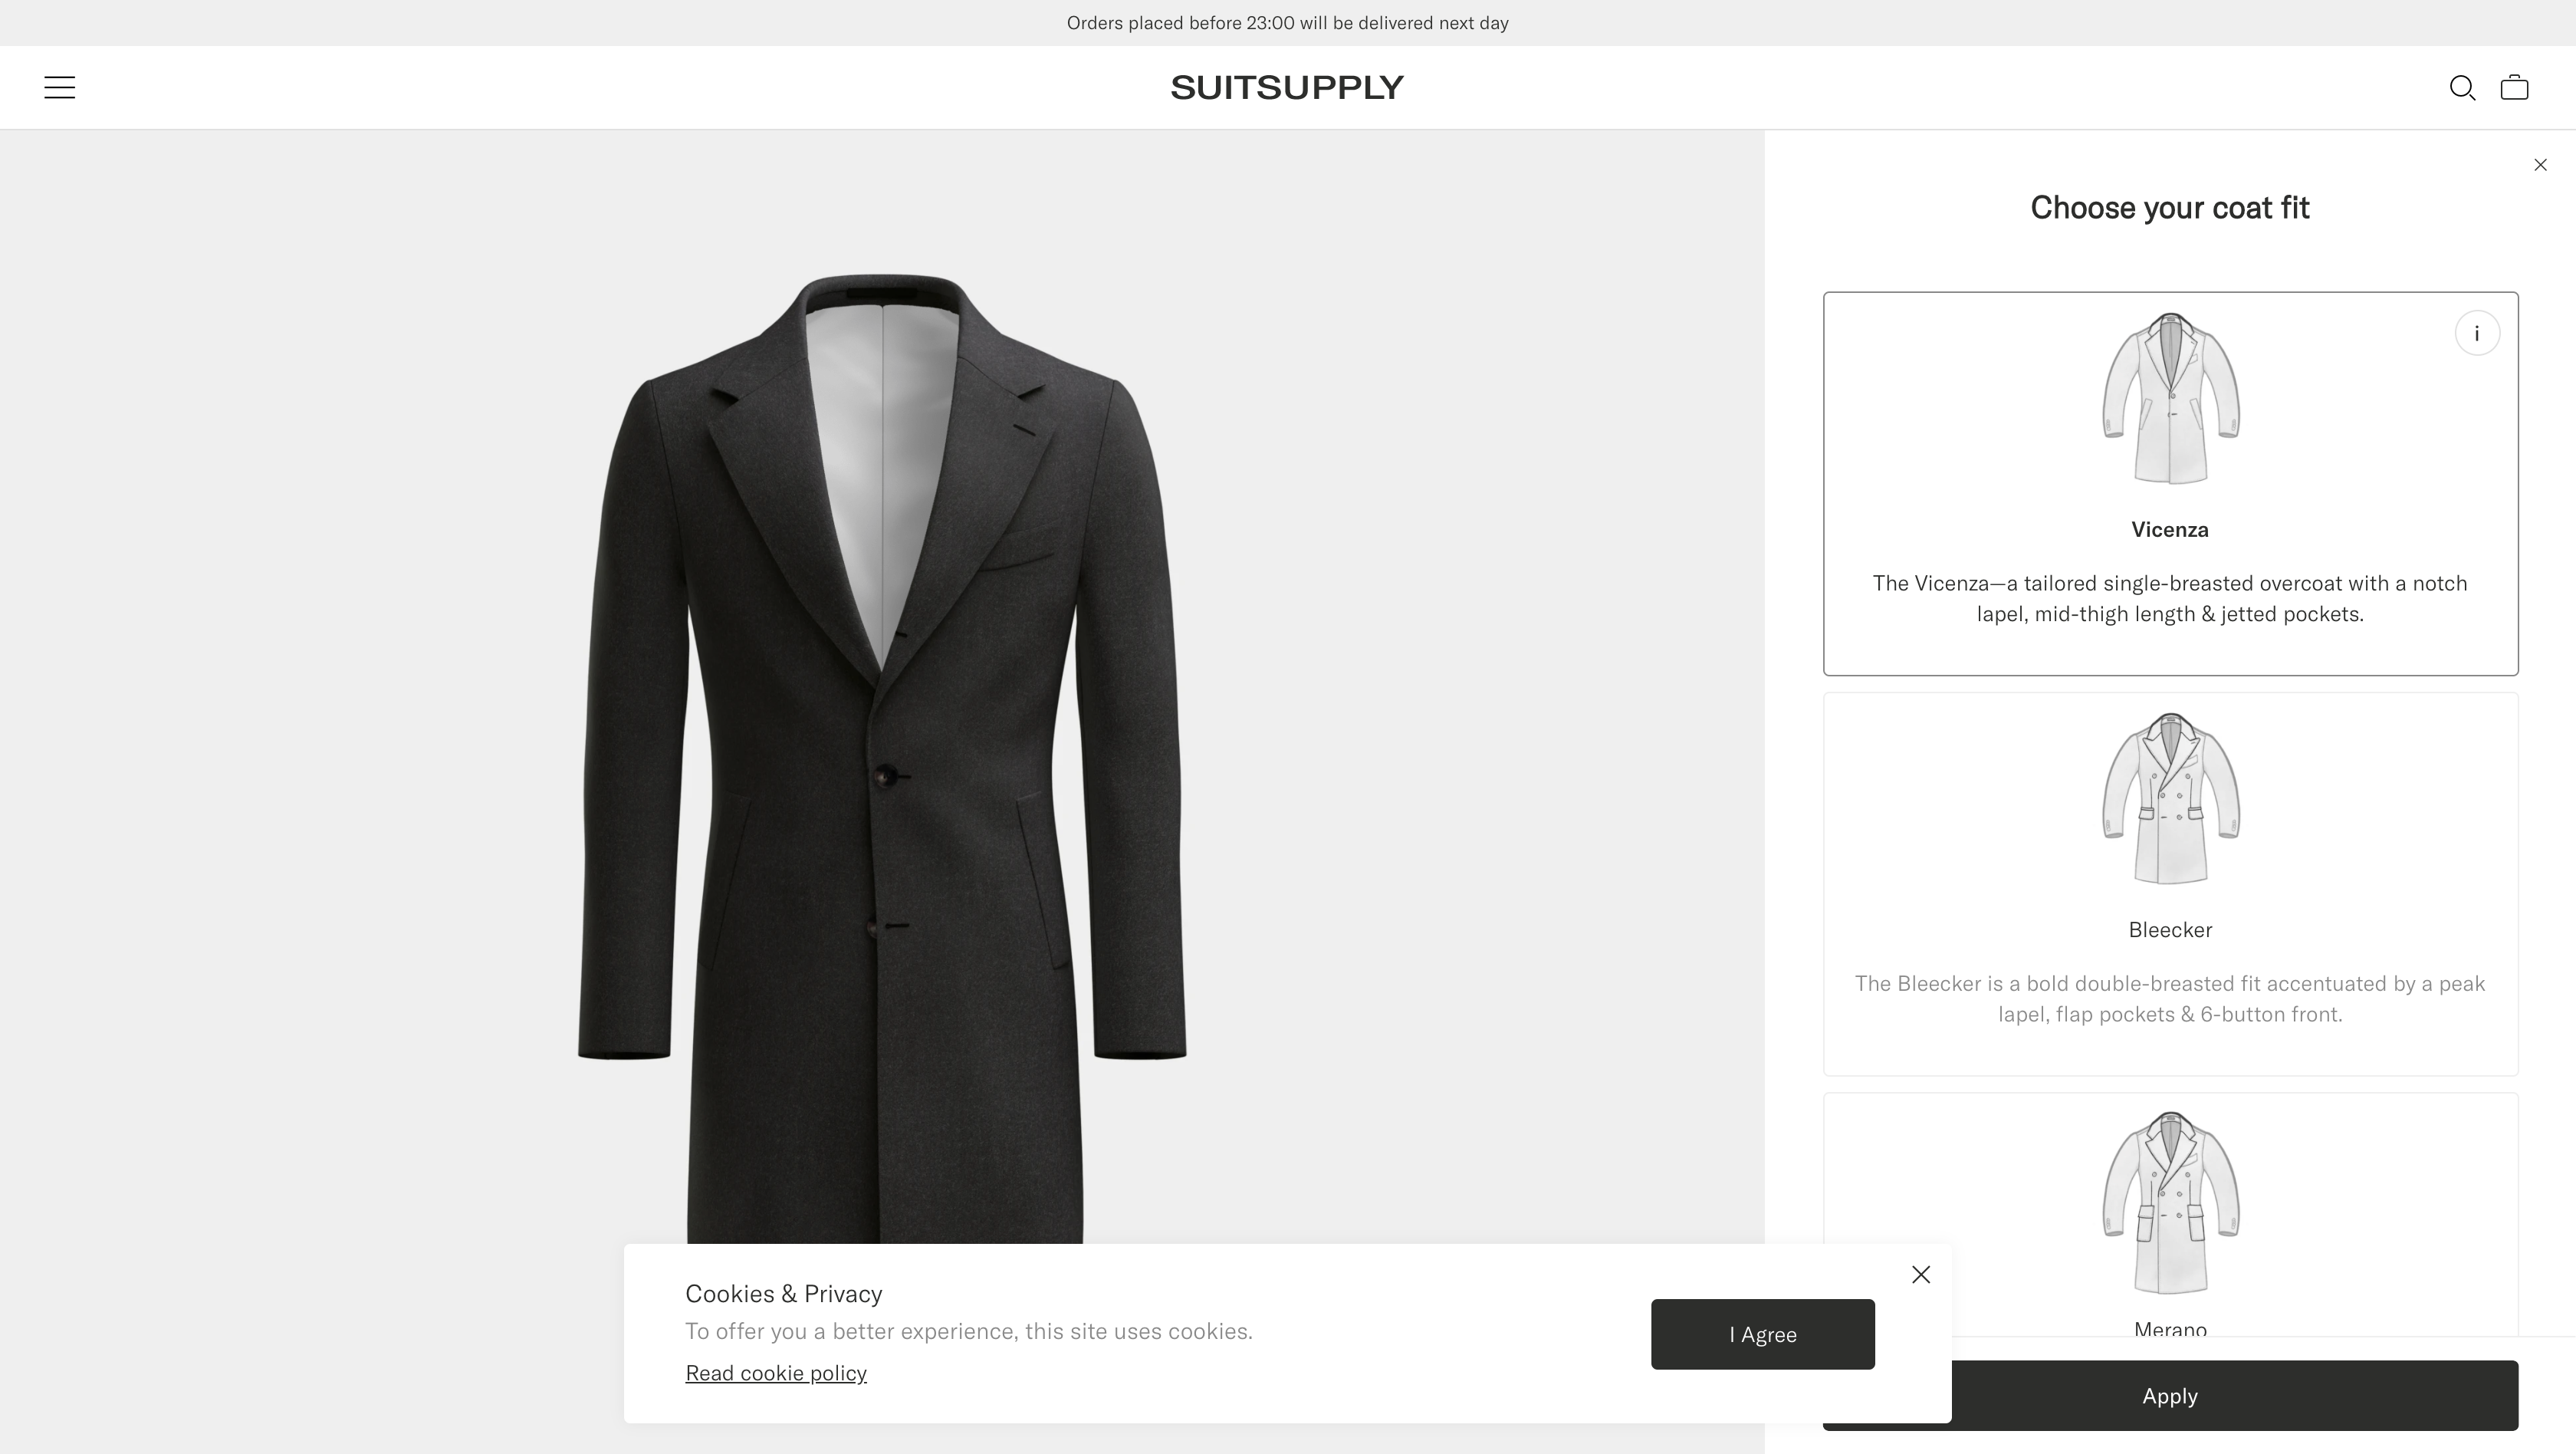 Orders placed before 23:00 will be delivered next day
SUITSUPPLY
Choose your coat fit
i
Vicenza
The Vicenza—a tailored single-breasted overcoat with a notch
lapel, mid-thigh length & jetted pockets.
Bleecker
The Bleecker is a bold double-breasted fit accentuated by a peak
lapel, flap pockets & 6-button front.
Merano
Cookies & Privacy
To offer you a better experience, this site uses cookies.
Read cookie policy
I Agree
Apply